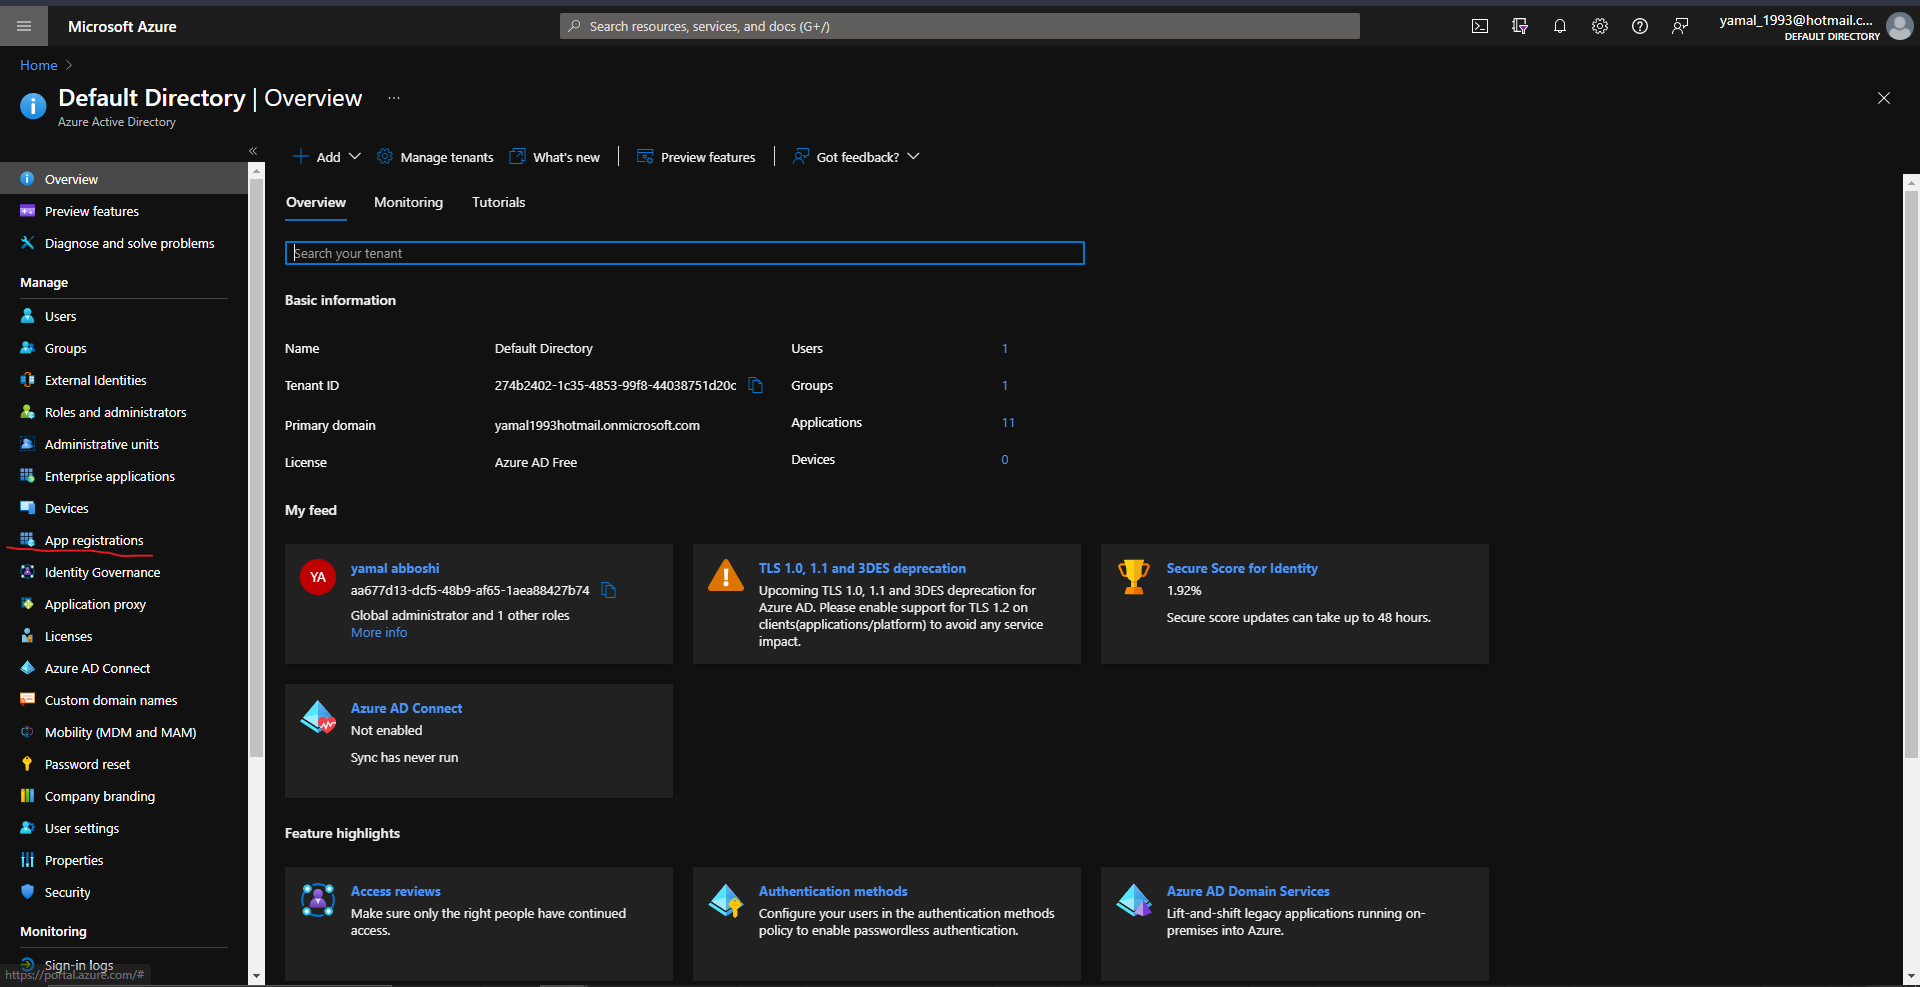 Microsoft Azure
Search resources, services, and docs (G+/)
yamal_1993@hotmail.c...
DEFAULT DIRECTORY
Home
Default Directory | Overview
...
Azure Active Directory
Overview
Preview features
Diagnose and solve problems
Manage
Users
Groups
External Identities
Roles and administrators
Administrative units
Enterprise applications
Devices
App registrations
Identity Governance
Application proxy
Licenses
Azure AD Connect
Custom domain names
Mobility (MDM and MAM)
Password reset
Company branding
User settings
Properties
Security
Monitoring
Sign-in logs
https://portal.azure.com/#
Add
Manage tenants
What's new
Preview features
Got feedback?
Overview
Monitoring
Tutorials
Search your tenant
Basic information
Name Default Directory Users 1
Tenant ID 274b2402-1c35-4853-99f8-44038751d20c Groups 1
Primary domain yamal1993hotmail.onmicrosoft.com Applications 11
License Azure AD Free Devices 0
My feed
YA
yamal abboshi
aa677d13-dcf5-48b9-af65-1aea88427b74
Global administrator and 1 other roles
More info
TLS 1.0, 1.1 and 3DES deprecation
Upcoming TLS 1.0, 1.1 and 3DES deprecation for
Azure AD. Please enable support for TLS 1.2 on
clients(applications/platform) to avoid any service
impact.
Secure Score for Identity
1.92%
Secure score updates can take up to 48 hours.
Azure AD Connect
Not enabled
Sync has never run
Feature highlights
Access reviews
Make sure only the right people have continued
access.
Authentication methods
Configure your users in the authentication methods
policy to enable passwordless authentication.
Azure AD Domain Services
Lift-and-shift legacy applications running on-
premises into Azure.